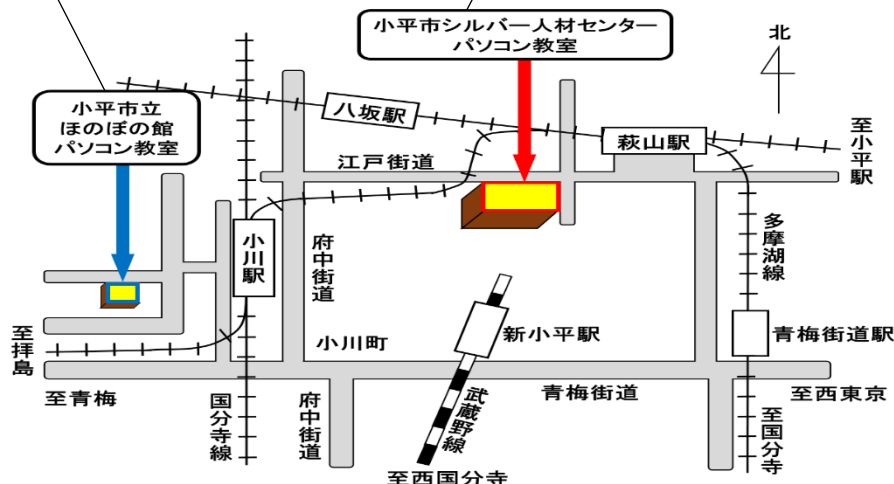 小平市シルバー人材センター
パソコン教室
北
小平市立
ほのぼの館
パソコン教室
八坂駅
萩山駅
至小平駅
江戸街道
小川駅
府中街道
多摩湖線
至拝島
小川町
新小平駅
青梅街道駅
至青梅
国分寺線
府中街道
武蔵野線
青梅街道
至西東京
至国分寺
至西国分寺